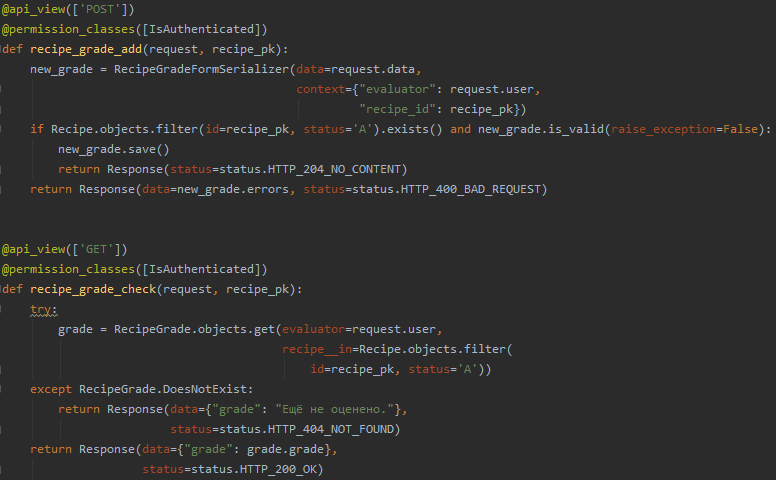 @api_view(['POST'])
@permission_classes([IsAuthenticated])
def recipe_grade_add(request, recipe_pk):
    new_grade = RecipeGradeFormSerializer(data=request.data,
                                          context={"evaluator": request.user,
                                                   "recipe_id": recipe_pk})
    if Recipe.objects.filter(id=recipe_pk, status='A').exists() and new_grade.is_valid(raise_exception=False):
        new_grade.save()
        return Response(status=status.HTTP_204_NO_CONTENT)
    return Response(data=new_grade.errors, status=status.HTTP_400_BAD_REQUEST)
@api_view(['GET'])
@permission_classes([IsAuthenticated])
def recipe_grade_check(request, recipe_pk):
    try:
        grade = RecipeGrade.objects.get(evaluator=request.user,
                                        recipe__in=Recipe.objects.filter(
                                            id=recipe_pk, status='A'))
    except RecipeGrade.DoesNotExist:
        return Response(data={"grade": "Ещё не оценено."},
                        status=status.HTTP_404_NOT_FOUND)
    return Response(data={"grade": grade.grade},
                    status=status.HTTP_200_OK)